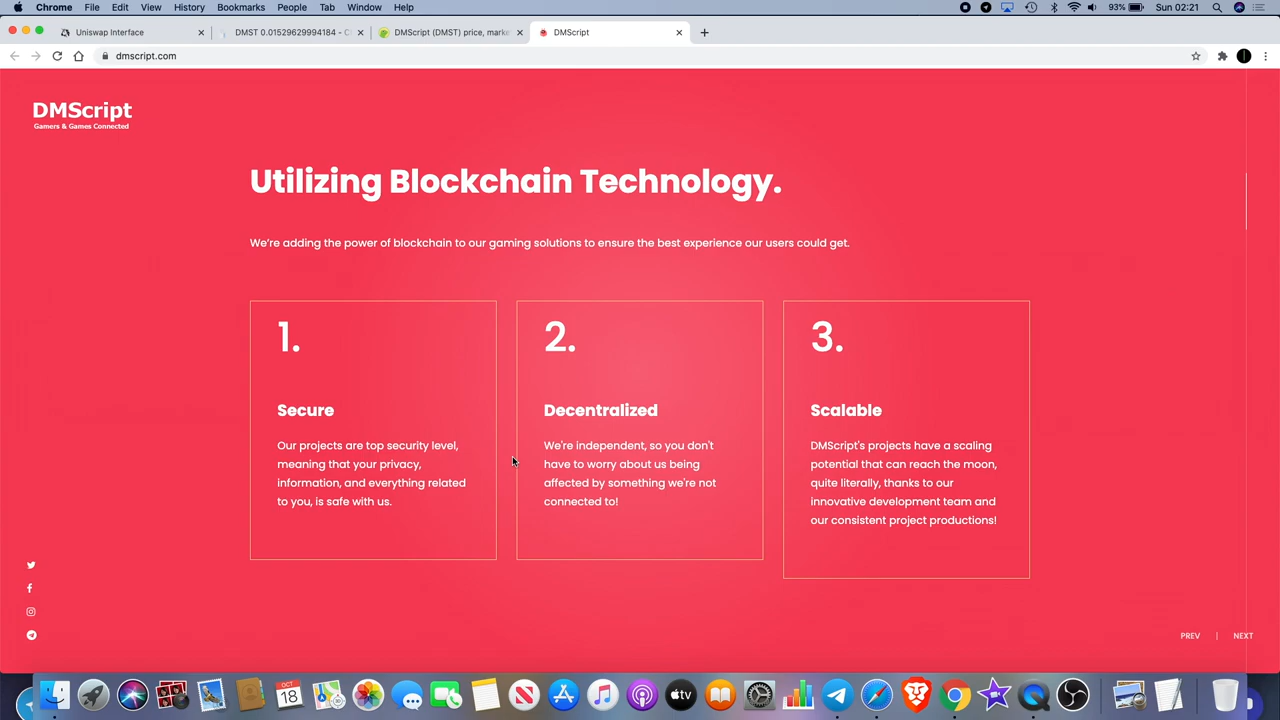 Chrome File Edit View History Bookmarks People Tab Window Help 93% Sun 02:21
Uniswap Interface
DMST 0.01529629994184 - C
DMScript (DMST) price, marke
DMScript
dmscript.com
DMScript
Gamers & Games Connected
Utilizing Blockchain Technology.
We're adding the power of blockchain to our gaming solutions to ensure the best experience our users could get.
1.
Secure
Our projects are top security level,
meaning that your privacy,
information, and everything related
to you, is safe with us.
2.
Decentralized
We're independent, so you don't
have to worry about us being
affected by something we're not
connected to!
3.
Scalable
DMScript's projects have a scaling
potential that can reach the moon,
quite literally, thanks to our
innovative development team and
our consistent project productions!
PREV | NEXT
OCT
18
tv